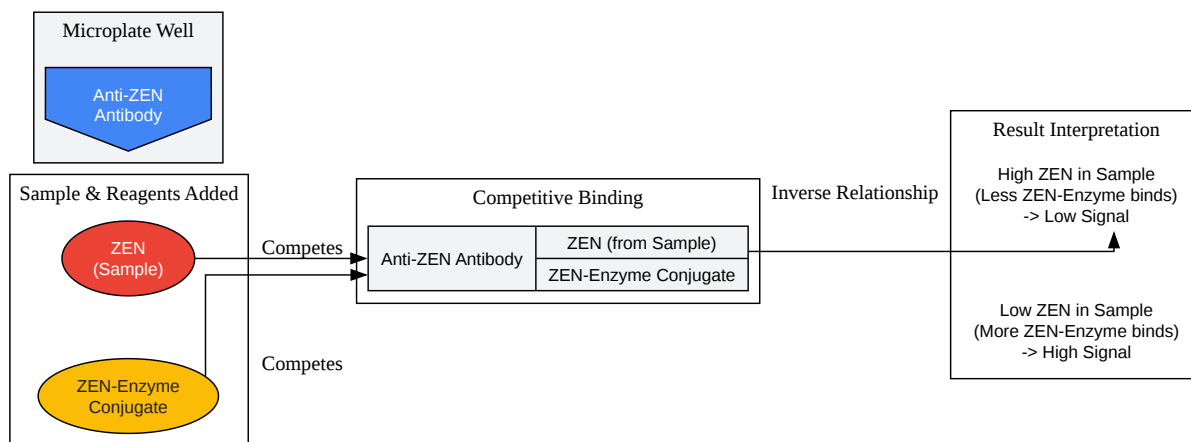 Microplate Well
Anti-ZEN
Antibody
Sample & Reagents Added
ZEN
(Sample)
ZEN-Enzyme
Conjugate
Competes
Competes
Competitive Binding
Anti-ZEN Antibody
ZEN (from Sample)
ZEN-Enzyme Conjugate
Inverse Relationship
Result Interpretation
High ZEN in Sample
(Less ZEN-Enzyme binds)
-> Low Signal
Low ZEN in Sample
(More ZEN-Enzyme binds)
-> High Signal